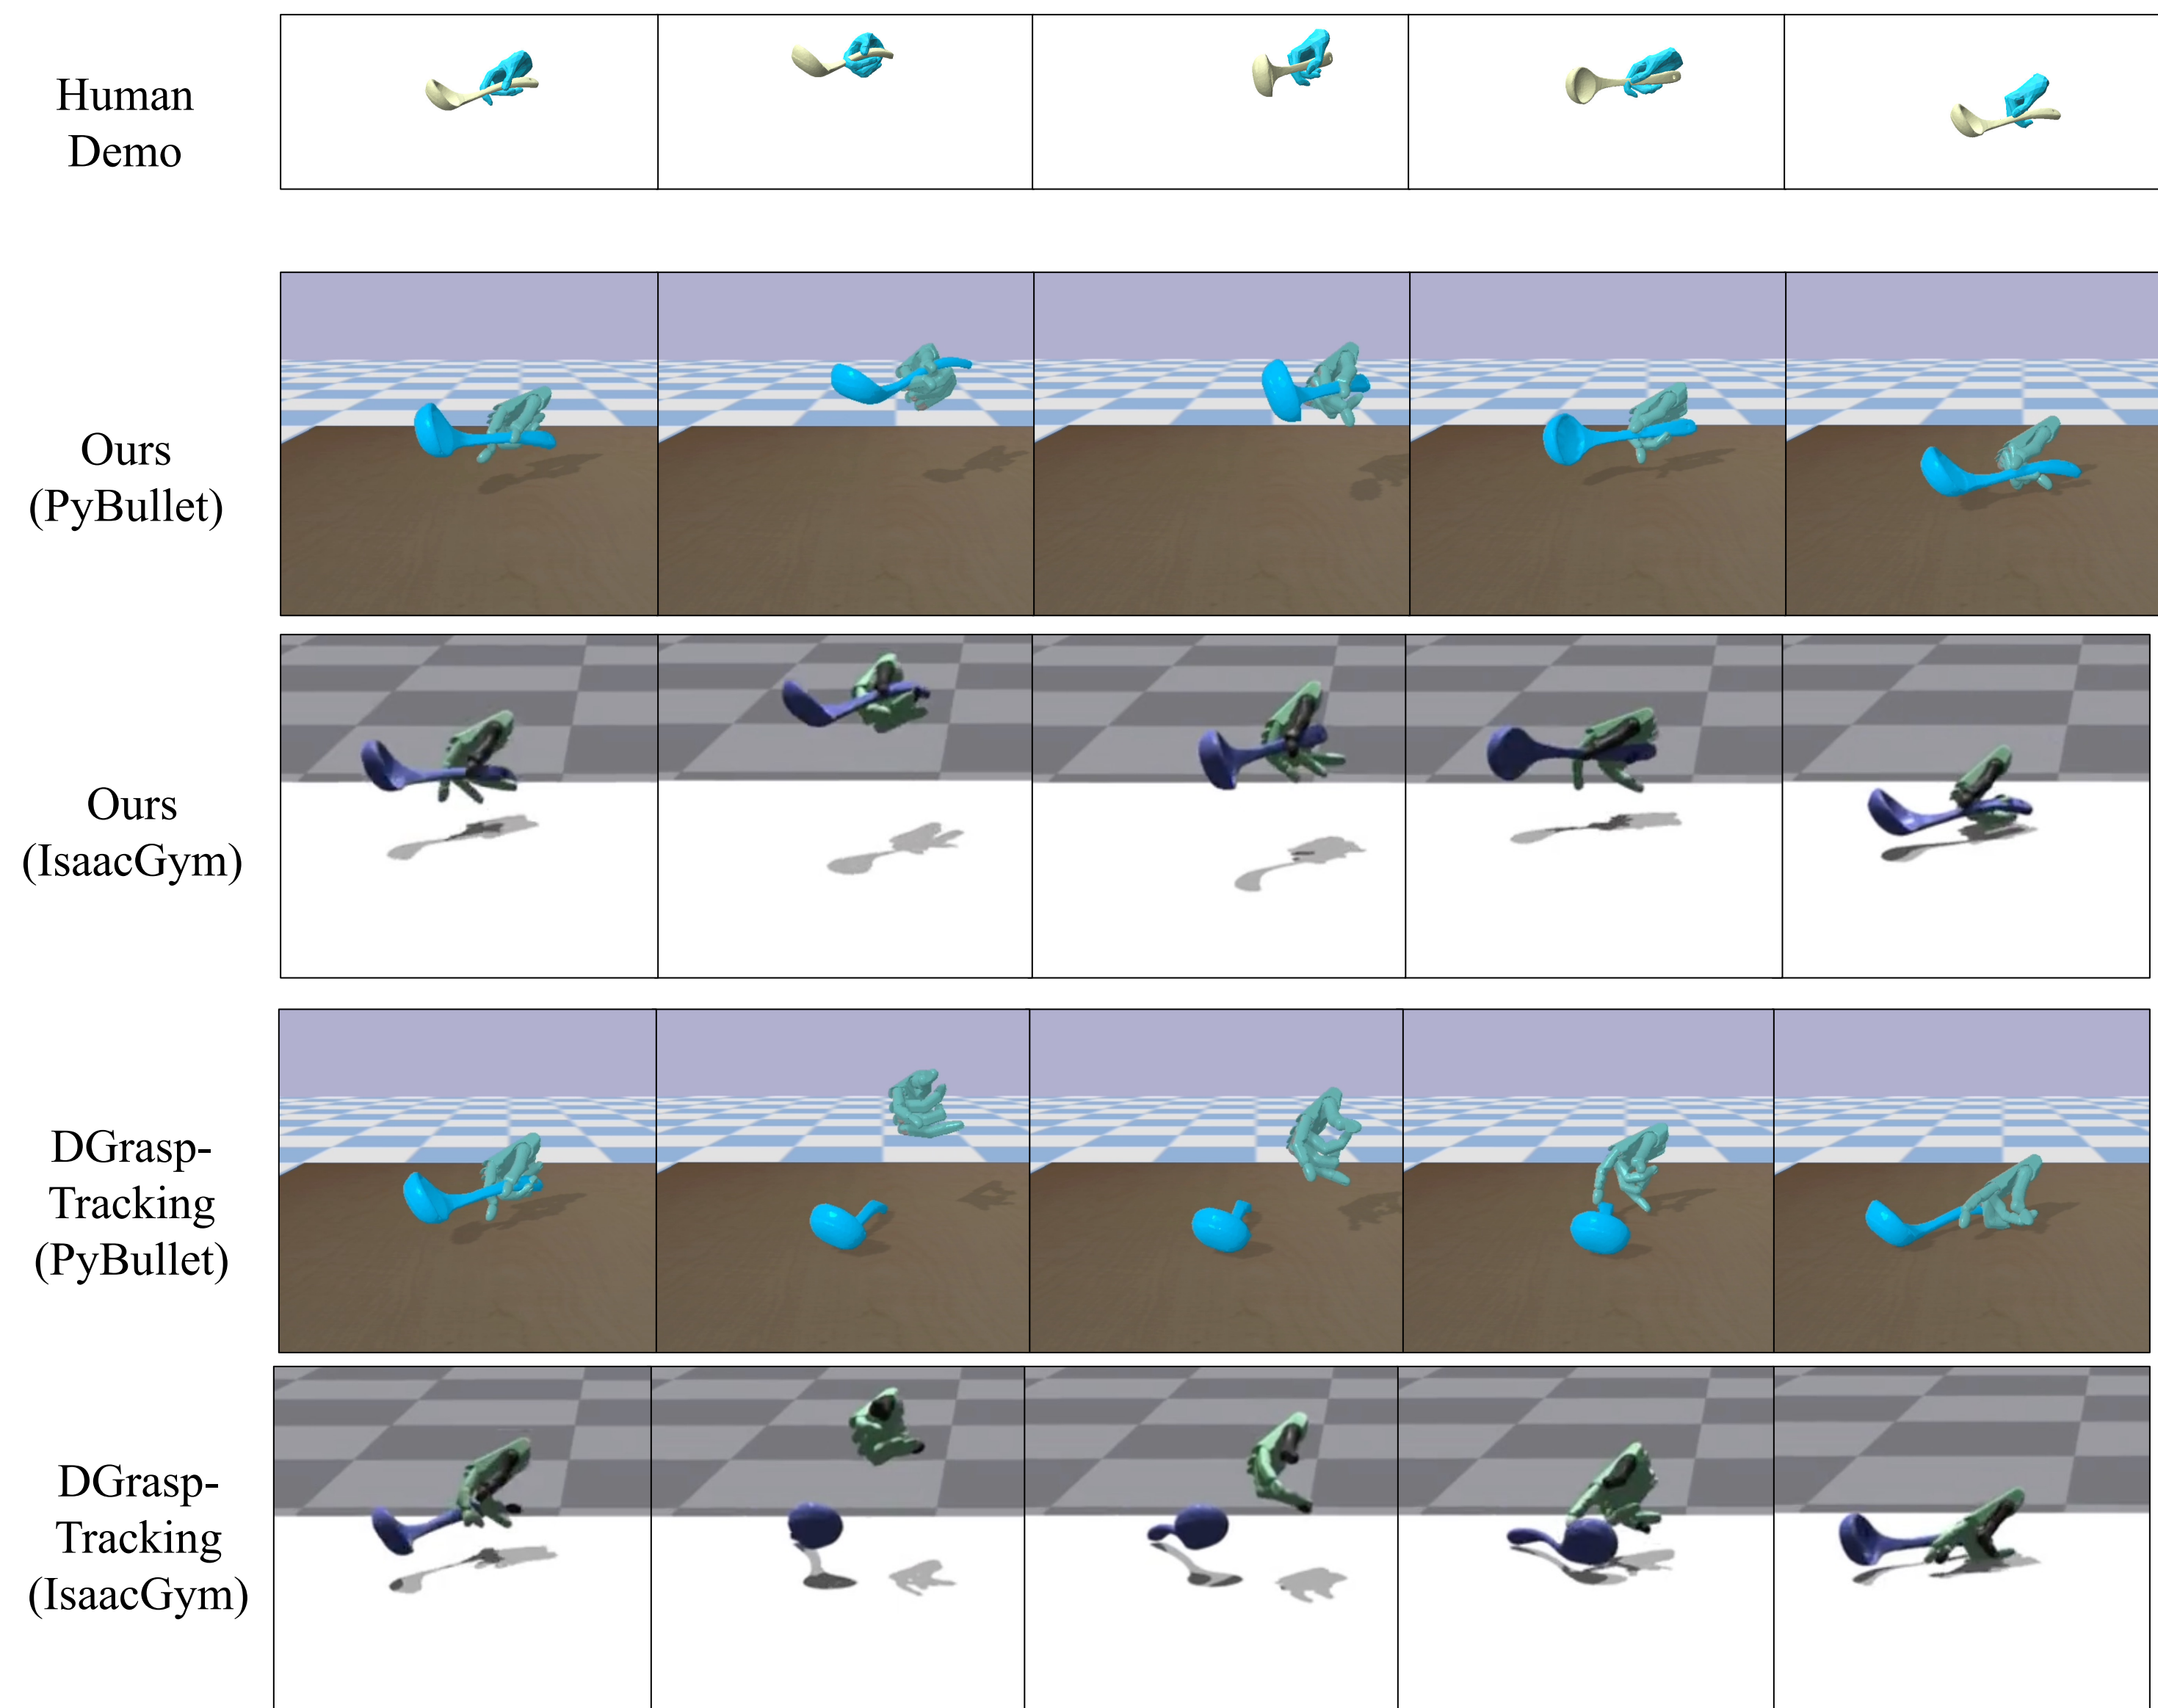 Human
Demo
Ours
(PyBullet)
Ours
(IsaacGym)
DGrasp-
Tracking
(PyBullet)
DGrasp-
Tracking
(IsaacGym)